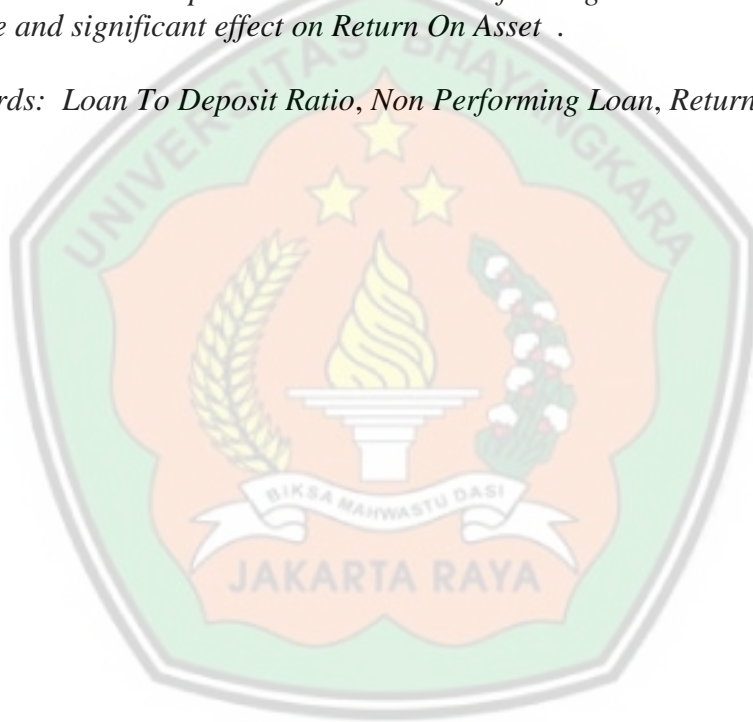 e and significant effect on Return On Asset .
rds: Loan To Deposit Ratio, Non Performing Loan, Return
UNIVERSITAS BHAYANGKARA
BIKSA MAHWASTU DASI
JAKARTA RAYA